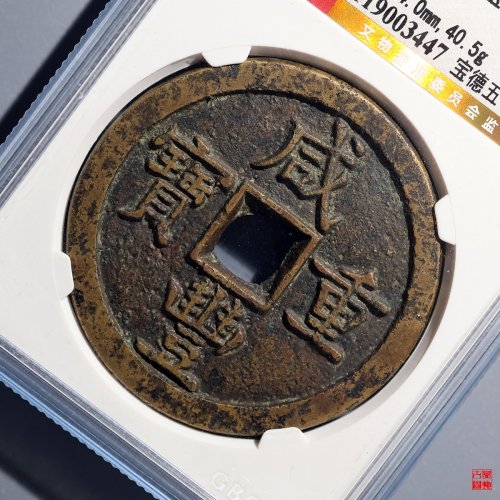 .0mm, 40.5g
19003447 宝德五
文物 委员会监
咸豐重寶